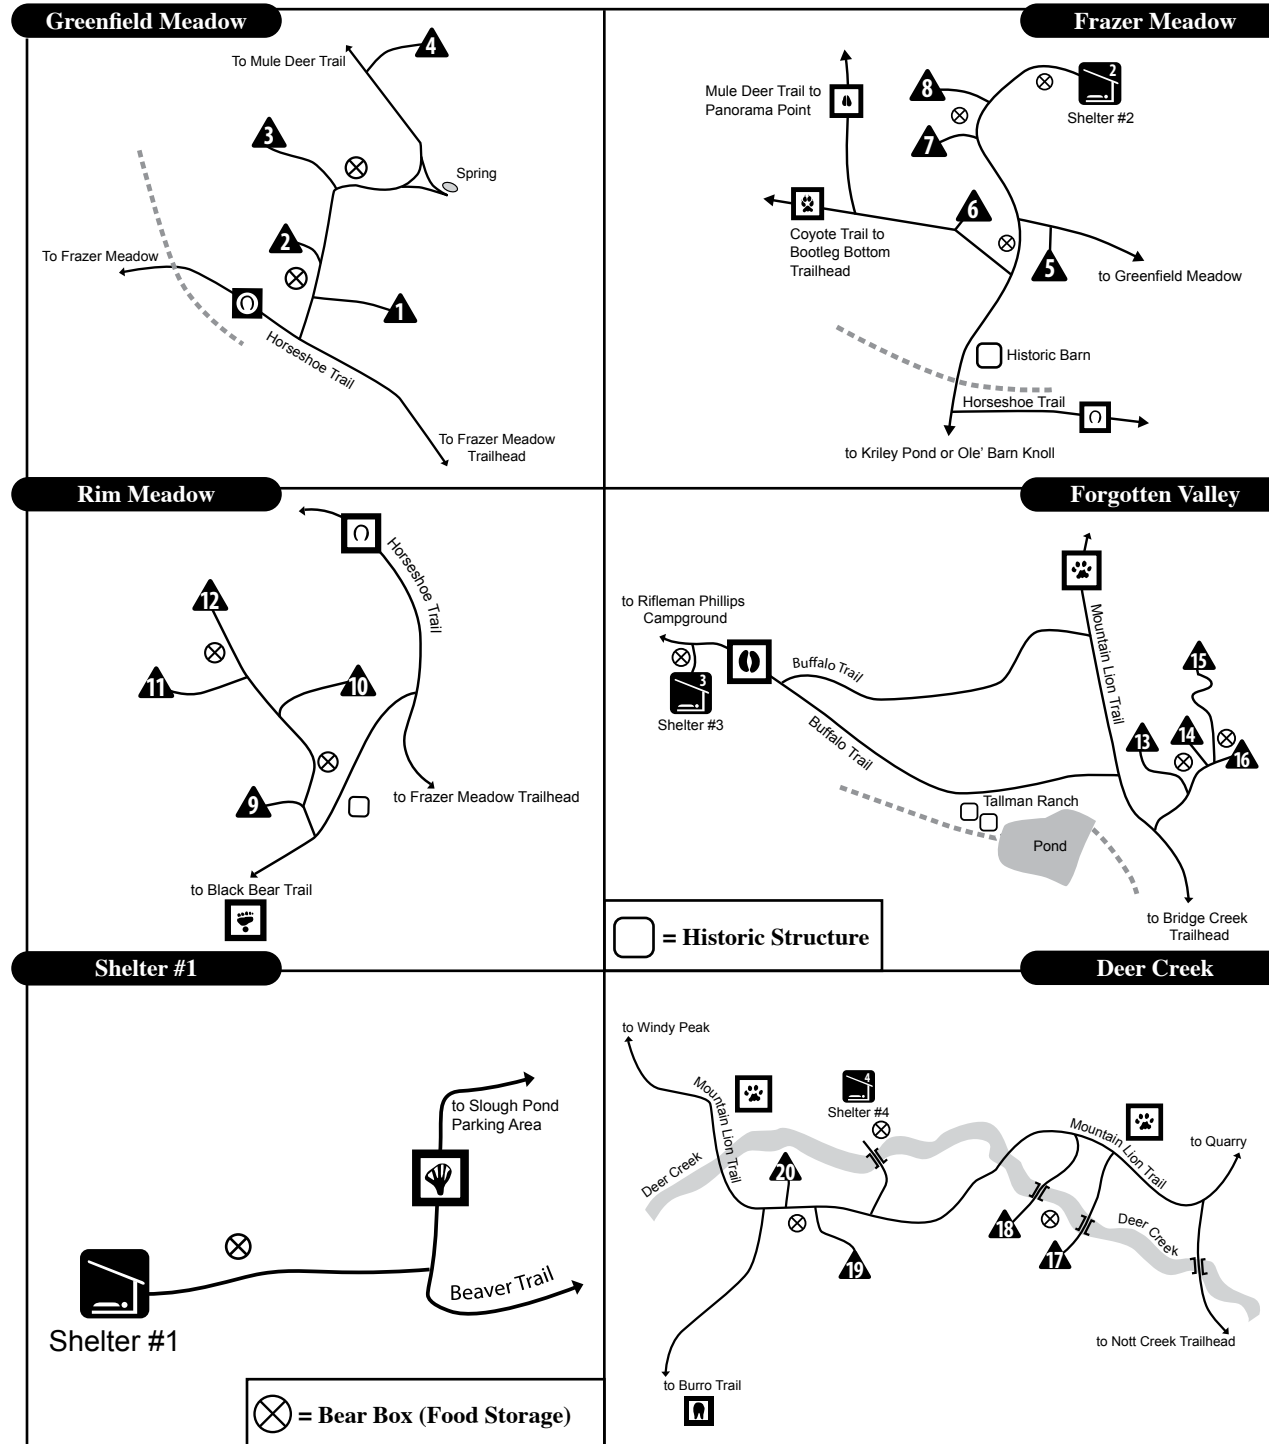 Greenfield Meadow
To Mule Deer Trail
4
3
Spring
2
To Frazer Meadow
1
Horseshoe Trail
To Frazer Meadow
Trailhead
Frazer Meadow
Mule Deer Trail to
Panorama Point
8
2
Shelter #2
7
6
Coyote Trail to
Bootleg Bottom
Trailhead
5
to Greenfield Meadow
Historic Barn
Horseshoe Trail
to Kriley Pond or Ole' Barn Knoll
Rim Meadow
Horseshoe Trail
12
11
10
9
to Frazer Meadow Trailhead
to Black Bear Trail
Forgotten Valley
to Rifleman Phillips
Campground
3
Shelter #3
Buffalo Trail
Buffalo Trail
Mountain Lion Trail
15
13
14
16
Tallman Ranch
Pond
to Bridge Creek
Trailhead
= Historic Structure
Shelter #1
to Slough Pond
Parking Area
Beaver Trail
Shelter #1
= Bear Box (Food Storage)
Deer Creek
to Windy Peak
Mountain Lion Trail
4
Shelter #4
Deer Creek
20
19
Mountain Lion Trail
to Quarry
18
17
Deer Creek
to Nott Creek Trailhead
to Burro Trail